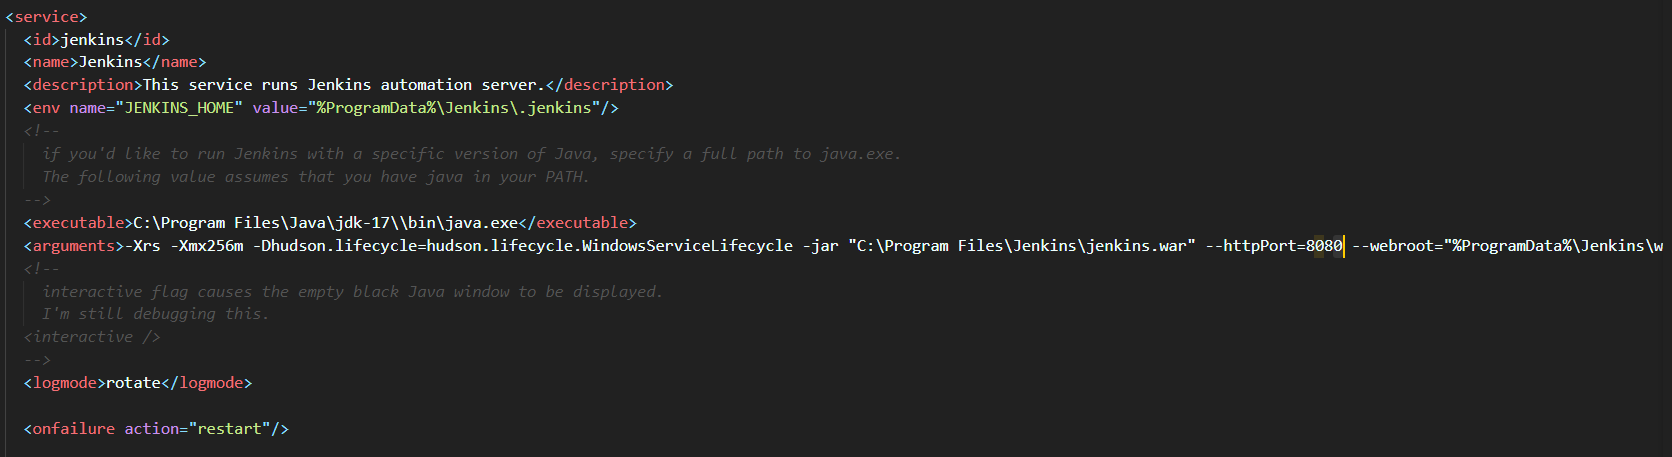 <service>
<id>jenkins</id>
<name>Jenkins</name>
<description>This service runs Jenkins automation server.</description>
<env name="JENKINS_HOME" value="%ProgramData%\Jenkins\.jenkins"/>
<!--
if you'd like to run Jenkins with a specific version of Java, specify a full path to java.exe.
The following value assumes that you have java in your PATH.
-->
<executable>C:\Program Files\Java\jdk-17\\bin\java.exe</executable>
<arguments>-Xrs -Xmx256m -Dhudson.lifecycle=hudson.lifecycle.WindowsServiceLifecycle -jar "C:\Program Files\Jenkins\jenkins.war" --httpPort=8080 --webroot="%ProgramData%\Jenkins\w
<!--
interactive flag causes the empty black Java window to be displayed.
I'm still debugging this.
<interactive />
-->
<logmode>rotate</logmode>
<onfailure action="restart"/>